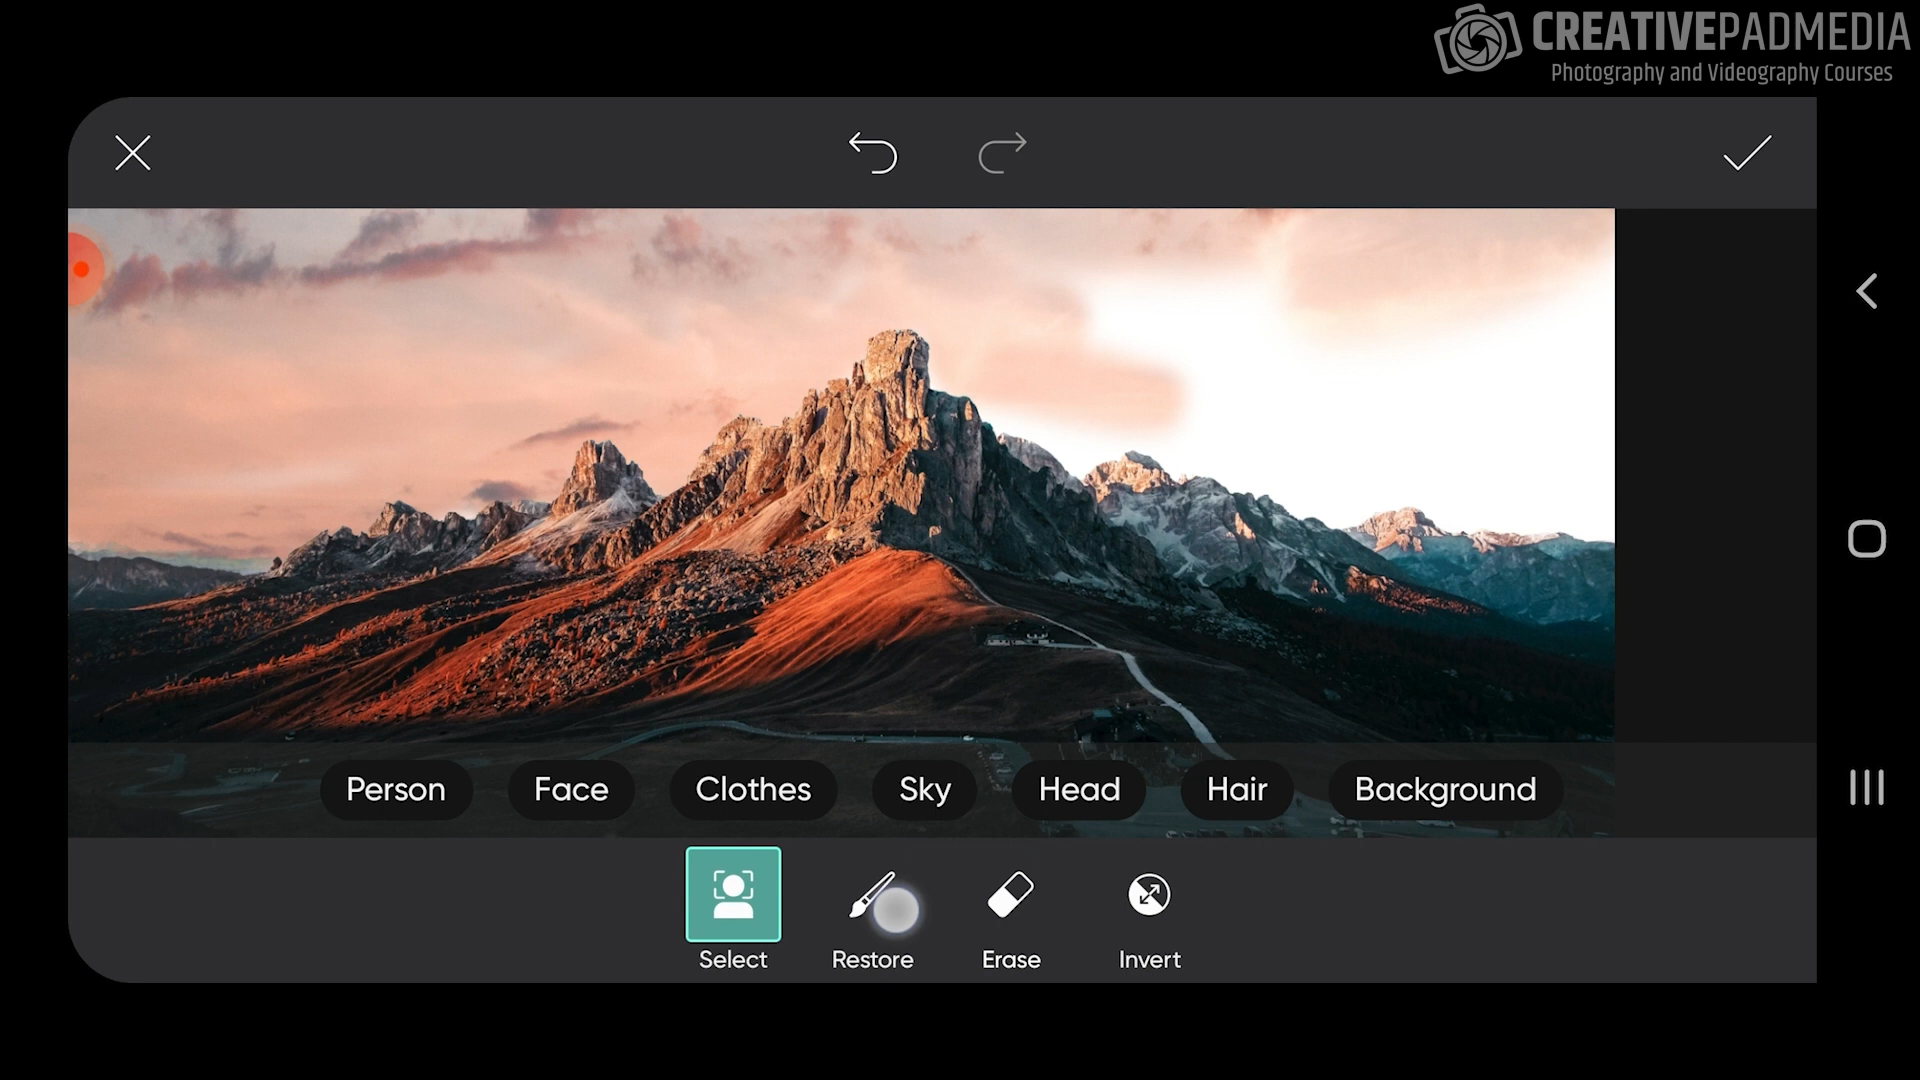 CREATIVEPADMEDIA
Photography and Videography Courses
Person Face Clothes Sky Head Hair Background
Select Restore Erase Invert